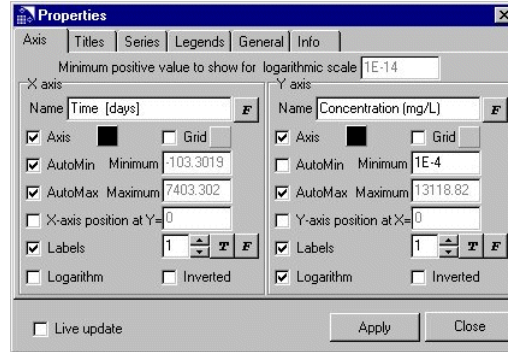 Properties
Axis Titles Series Legends General Info
Minimum positive value to show for logarithmic scale 1E-14
X axis Y axis
Name Time [days] F Name Concentration (mg/L) F
Axis Grid Axis Grid
AutoMin Minimum -103.3019 AutoMin Minimum 1E-4
AutoMax Maximum 7403.302 AutoMax Maximum 13118.82
X-axis position at Y= 0 Y-axis position at X= 0
Labels 1 T F Labels 1 T F
Logarithm Inverted Logarithm Inverted
Live update Apply Close